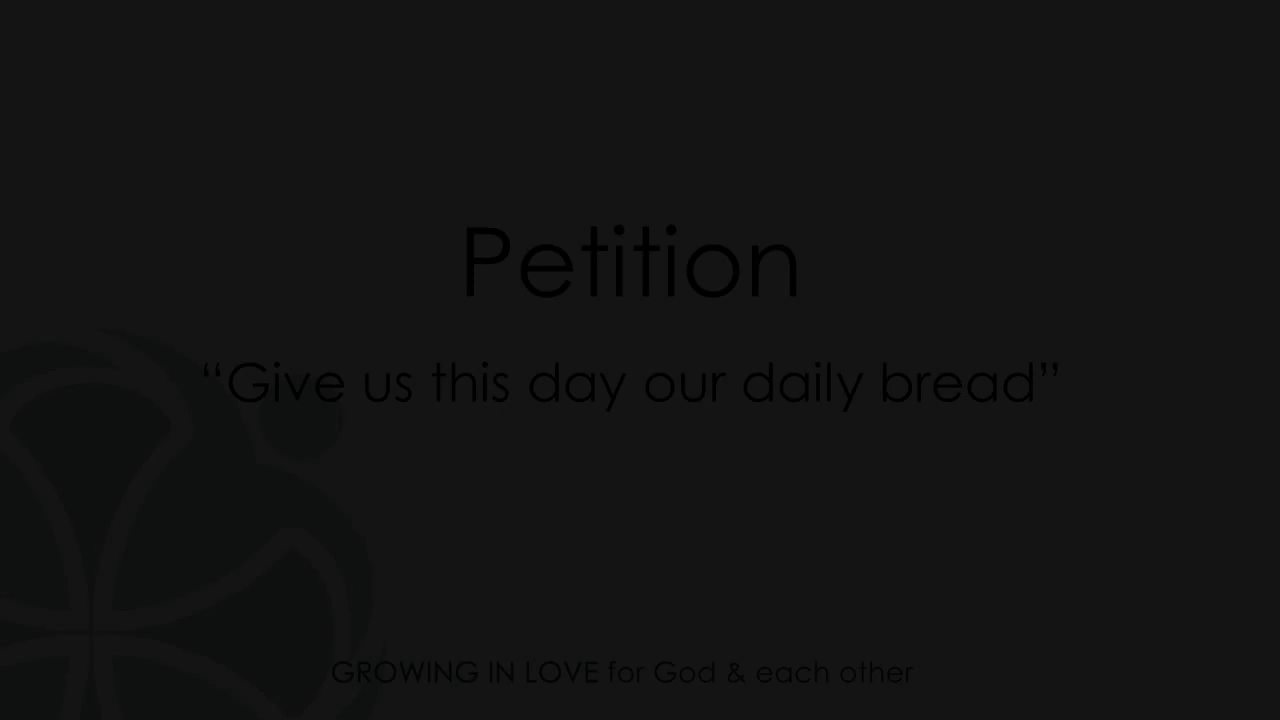 Petition
“Give us this day our daily bread”
GROWING IN LOVE for God & each other